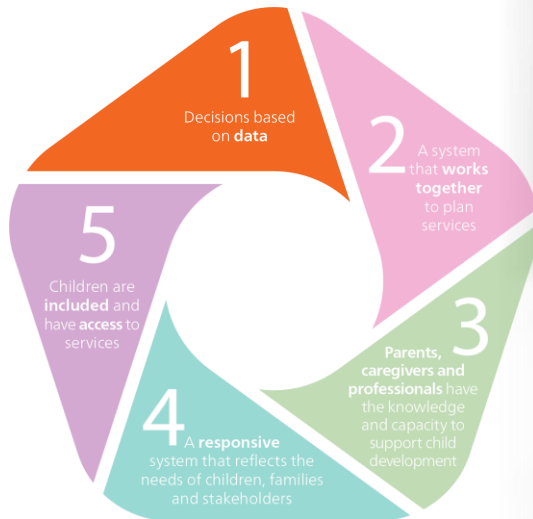 1
Decisions based
on data
2
A system
that works
together
to plan
services
3
Parents,
caregivers and
professionals have
the knowledge
and capacity to
support child
development
4
A responsive
system that reflects the
needs of children, families
and stakeholders
5
Children are
included and
have access to
services